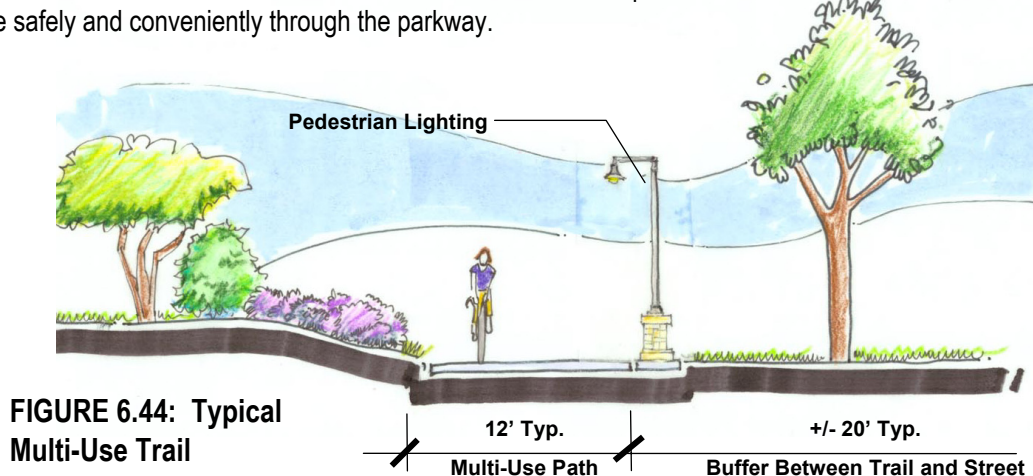 e safely and conveniently through the parkway.
Pedestrian Lighting
FIGURE 6.44: Typical
Multi-Use Trail
12' Typ.
Multi-Use Path
+/- 20' Typ.
Buffer Between Trail and Street